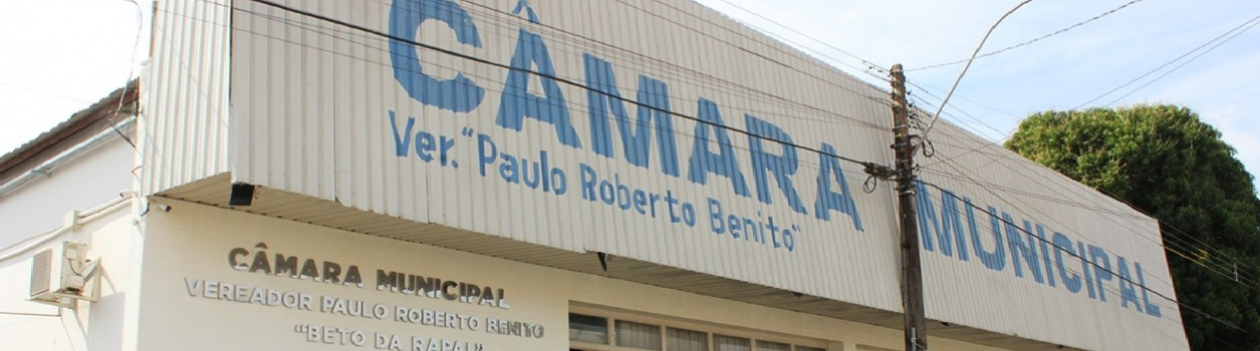 CÂMARA MUNICIPAL
Ver. "Paulo Roberto Benito"
CÂMARA MUNICIPAL
VEREADOR PAULO ROBERTO BENITO
"BETO DA RAPAL"